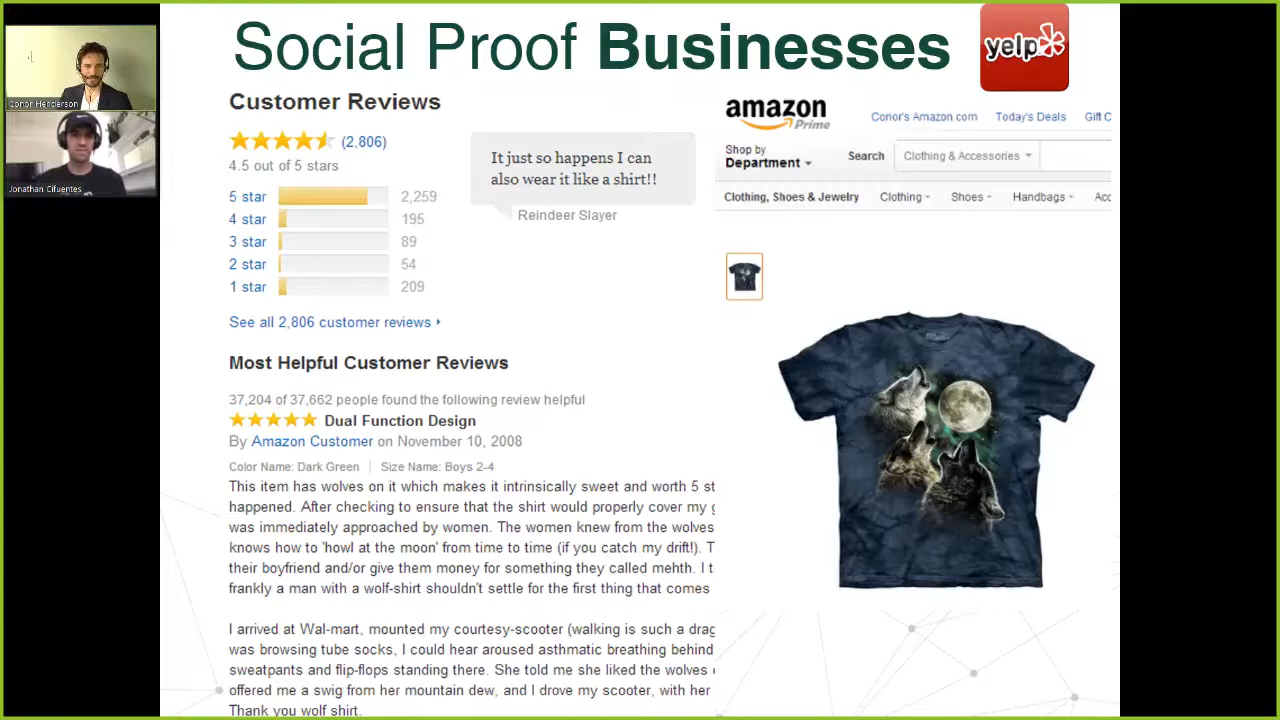 Social Proof Businesses
yelp
Conor Henderson
Jonathan Cifuentes
Customer Reviews
(2,806)
4.5 out of 5 stars
5 star 2,259
4 star 195
3 star 89
2 star 54
1 star 209
See all 2,806 customer reviews
It just so happens I can
also wear it like a shirt!!
Reindeer Slayer
amazon
Prime
Conor's Amazon.com Today's Deals Gift C
Shop by
Department
Search Clothing & Accessories
Clothing, Shoes & Jewelry Clothing Shoes Handbags Acc
Most Helpful Customer Reviews
37,204 of 37,662 people found the following review helpful
Dual Function Design
By Amazon Customer on November 10, 2008
Color Name: Dark Green | Size Name: Boys 2-4
This item has wolves on it which makes it intrinsically sweet and worth 5 st
happened. After checking to ensure that the shirt would properly cover my g
was immediately approached by women. The women knew from the wolves
knows how to 'howl at the moon' from time to time (if you catch my drift!). T
their boyfriend and/or give them money for something they called mehth. I t
frankly a man with a wolf-shirt shouldn't settle for the first thing that comes
I arrived at Wal-mart, mounted my courtesy-scooter (walking is such a drag
was browsing tube socks, I could hear aroused asthmatic breathing behind
sweatpants and flip-flops standing there. She told me she liked the wolves
offered me a swig from her mountain dew, and I drove my scooter, with her
Thank you wolf shirt.